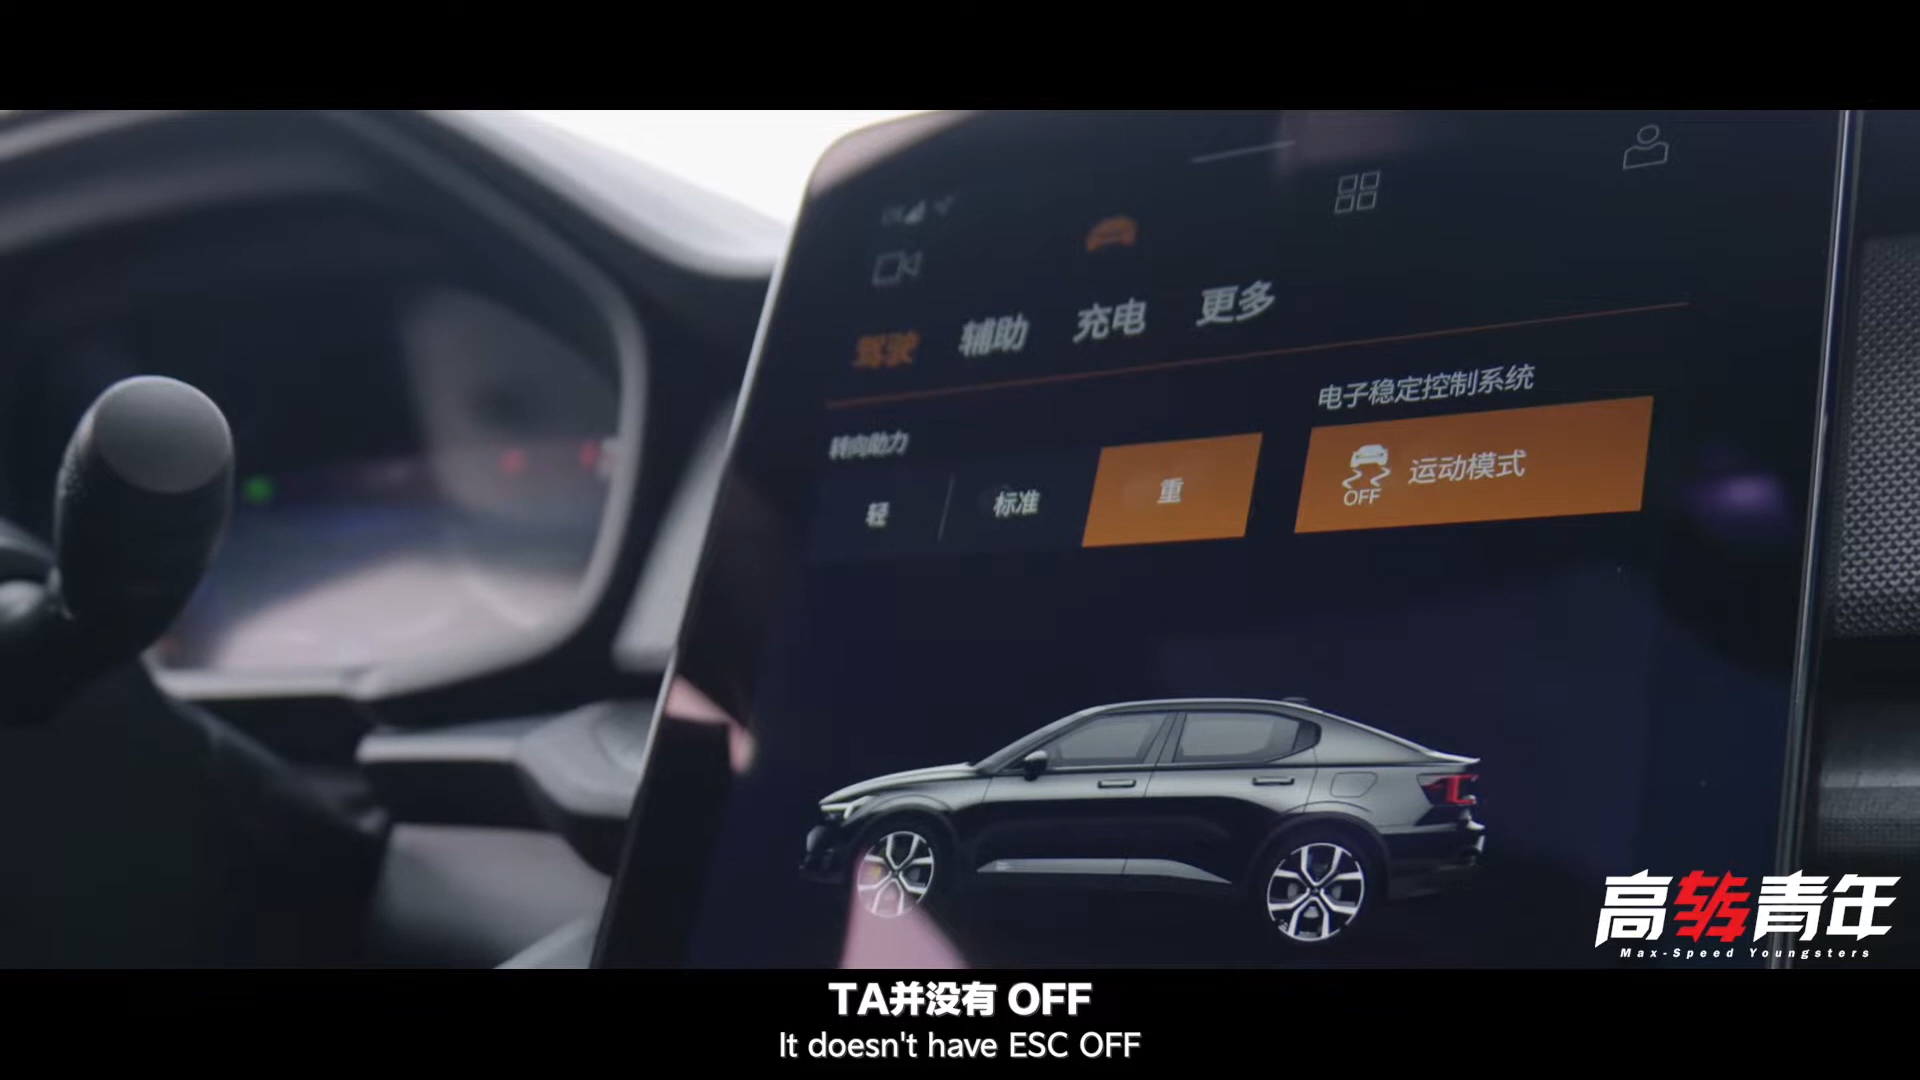 驾驶 辅助 充电 更多
转向助力
电子稳定控制系统
轻 标准 重
OFF 运动模式
高转青年
Max-Speed Youngsters
TA并没有 OFF
It doesn't have ESC OFF